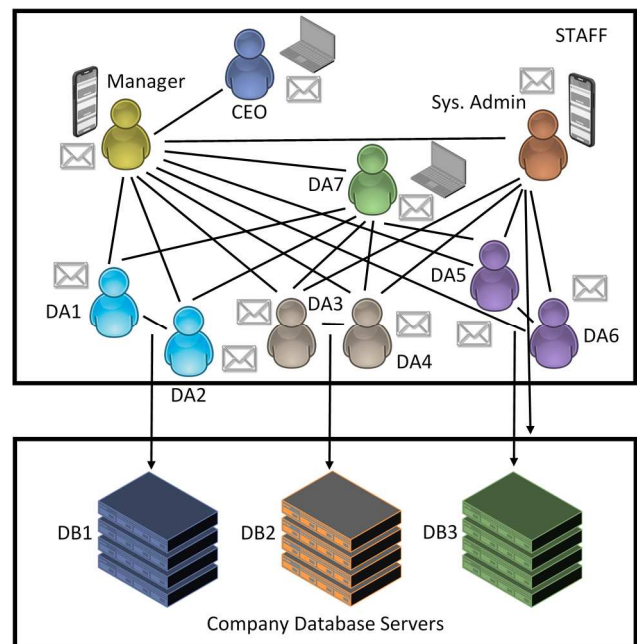 STAFF
Manager
CEO
Sys. Admin
DA7
DA5
DA1
DA3
DA6
DA4
DA2
DB1
DB2
DB3
Company Database Servers